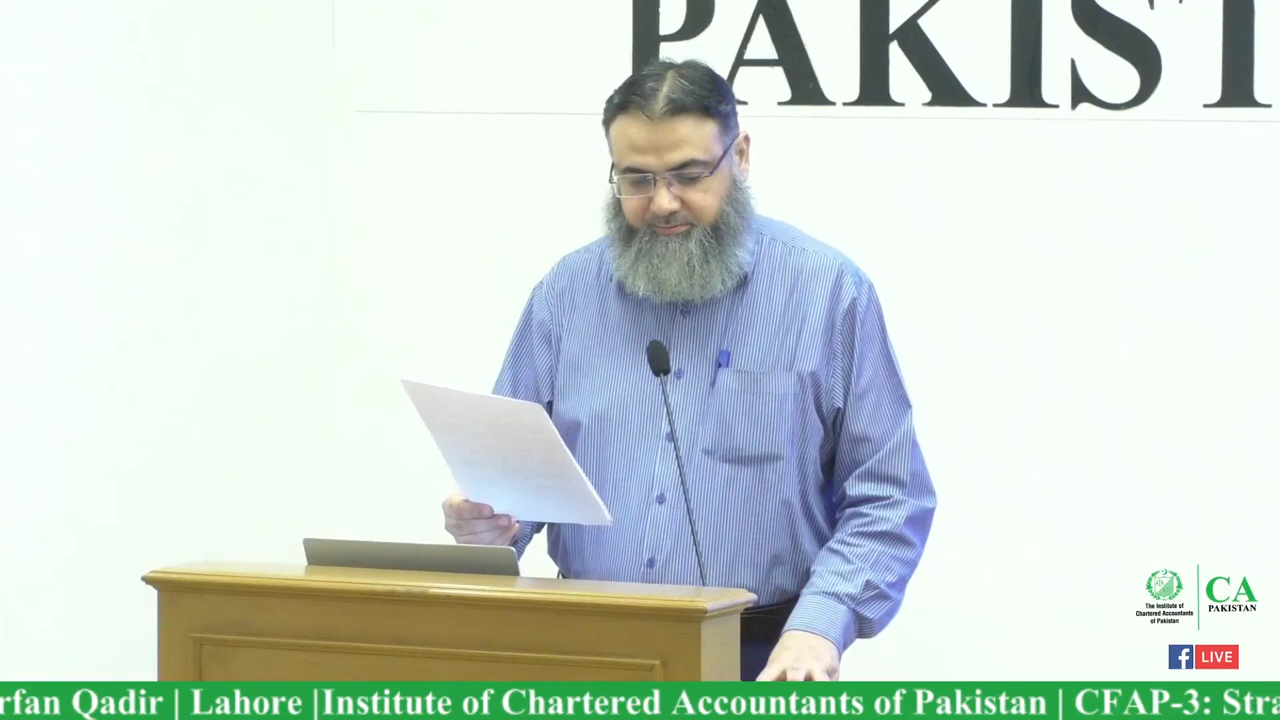 PAKIST
The Institute of
Chartered Accountants
of Pakistan
CA
PAKISTAN
f LIVE
rfan Qadir | Lahore |Institute of Chartered Accountants of Pakistan | CFAP-3: Stra